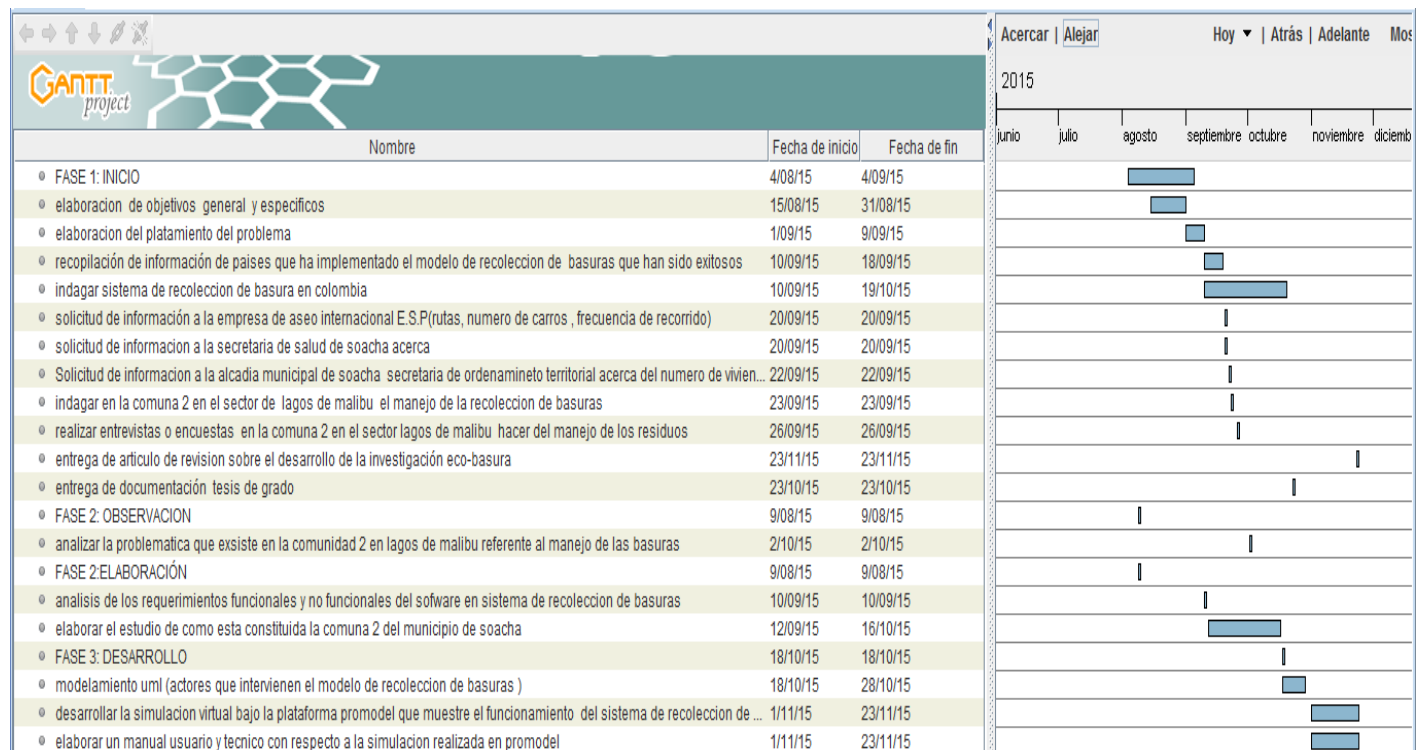 Acercar | Alejar Hoy ▼ | Atrás | Adelante Mos
2015
GANTT project
junio julio agosto septiembre octubre noviembre diciemb
Nombre Fecha de inicio Fecha de fin
FASE 1: INICIO 4/08/15 4/09/15
elaboracion de objetivos general y especificos 15/08/15 31/08/15
elaboracion del platamiento del problema 1/09/15 9/09/15
recopilación de información de paises que ha implementado el modelo de recoleccion de basuras que han sido exitosos 10/09/15 18/09/15
indagar sistema de recoleccion de basura en colombia 10/09/15 19/10/15
solicitud de información a la empresa de aseo internacional E.S.P(rutas, numero de carros , frecuencia de recorrido) 20/09/15 20/09/15
solicitud de informacion a la secretaria de salud de soacha acerca 20/09/15 20/09/15
Solicitud de informacion a la alcadia municipal de soacha secretaria de ordenamineto territorial acerca del numero de vivien... 22/09/15 22/09/15
indagar en la comuna 2 en el sector de lagos de malibu el manejo de la recoleccion de basuras 23/09/15 23/09/15
realizar entrevistas o encuestas en la comuna 2 en el sector lagos de malibu hacer del manejo de los residuos 26/09/15 26/09/15
entrega de articulo de revision sobre el desarrollo de la investigación eco-basura 23/11/15 23/11/15
entrega de documentación tesis de grado 23/10/15 23/10/15
FASE 2: OBSERVACION 9/08/15 9/08/15
analizar la problematica que exsiste en la comunidad 2 en lagos de malibu referente al manejo de las basuras 2/10/15 2/10/15
FASE 2:ELABORACIÓN 9/08/15 9/08/15
analisis de los requerimientos funcionales y no funcionales del sofware en sistema de recoleccion de basuras 10/09/15 10/09/15
elaborar el estudio de como esta constituida la comuna 2 del municipio de soacha 12/09/15 16/10/15
FASE 3: DESARROLLO 18/10/15 18/10/15
modelamiento uml (actores que intervienen el modelo de recoleccion de basuras ) 18/10/15 28/10/15
desarrollar la simulacion virtual bajo la plataforma promodel que muestre el funcionamiento del sistema de recoleccion de ... 1/11/15 23/11/15
elaborar un manual usuario y tecnico con respecto a la simulacion realizada en promodel 1/11/15 23/11/15